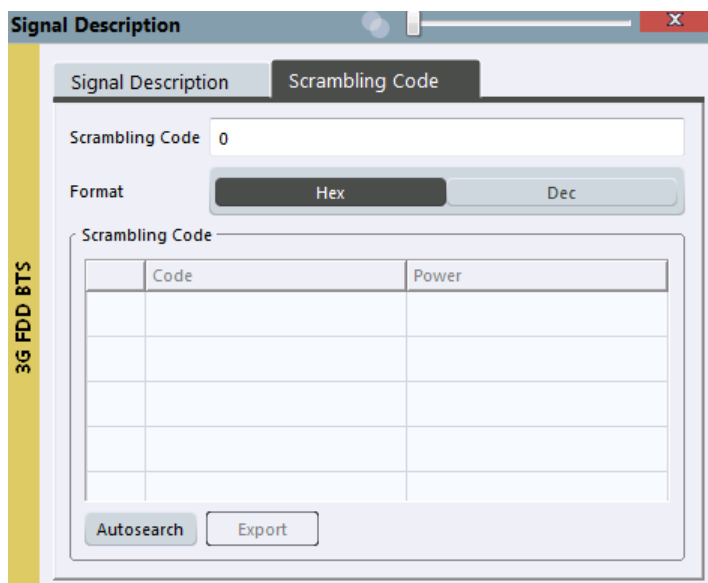 Signal Description x
3G FDD BTS
Signal Description Scrambling Code
Scrambling Code 0
Format Hex Dec
Scrambling Code
Code Power
Autosearch Export